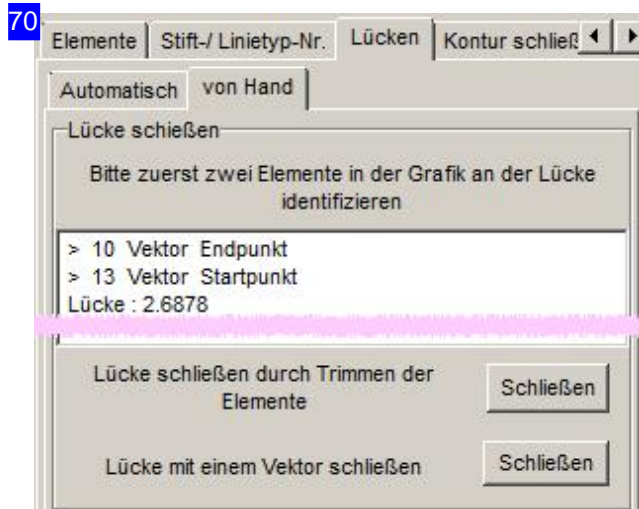 70
Elemente Stift-/ Linietyp-Nr. Lücken Kontur schließ
Automatisch von Hand
Lücke schießen
Bitte zuerst zwei Elemente in der Grafik an der Lücke
identifizieren
> 10 Vektor Endpunkt
> 13 Vektor Startpunkt
Lücke : 2.6878
Lücke schließen durch Trimmen der
Elemente
Schließen
Lücke mit einem Vektor schließen
Schließen